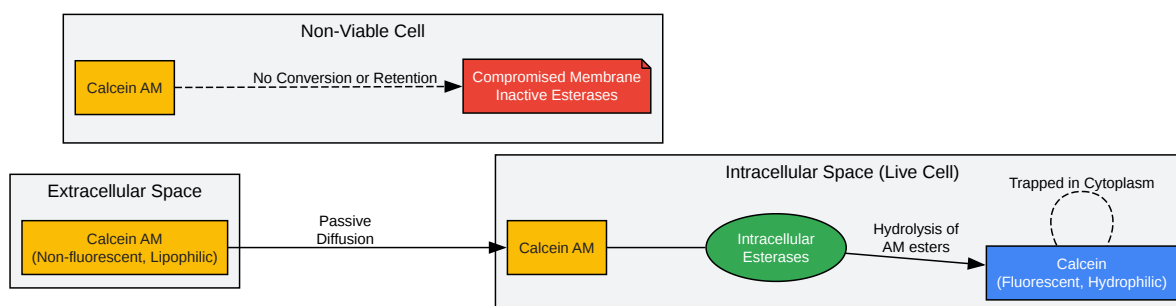 Non-Viable Cell
Calcein AM
No Conversion or Retention
Compromised Membrane
Inactive Esterases
Extracellular Space
Calcein AM
(Non-fluorescent, Lipophilic)
Passive
Diffusion
Intracellular Space (Live Cell)
Calcein AM
Intracellular
Esterases
Hydrolysis of
AM esters
Trapped in Cytoplasm
Calcein
(Fluorescent, Hydrophilic)